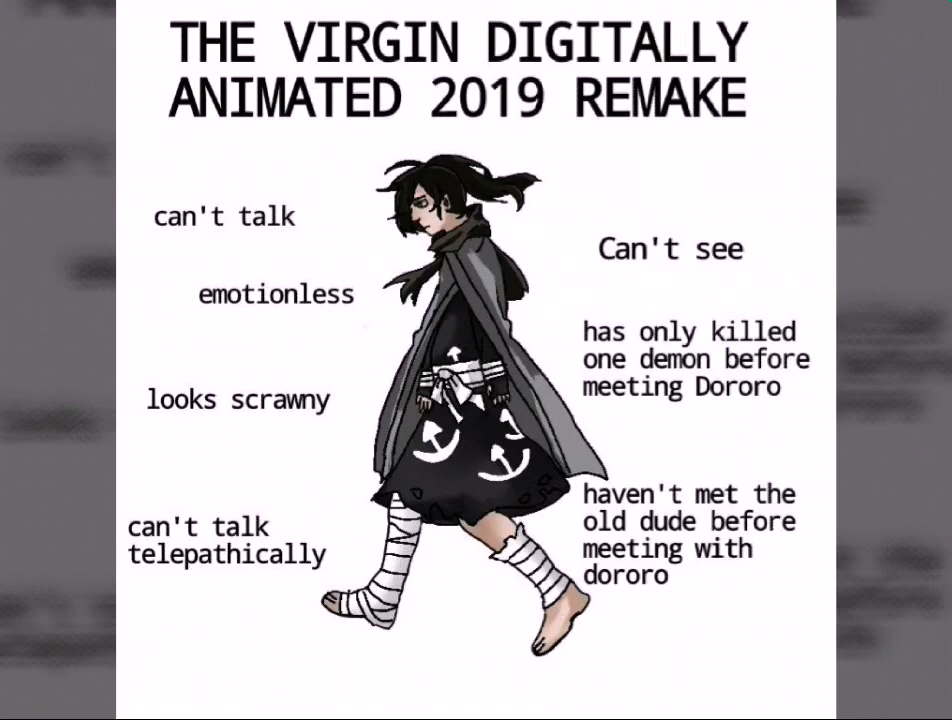 THE VIRGIN DIGITALLY
ANIMATED 2019 REMAKE
can't talk
Can't see
emotionless
has only killed
one demon before
meeting Dororo
looks scrawny
can't talk
telepathically
haven't met the
old dude before
meeting with
dororo